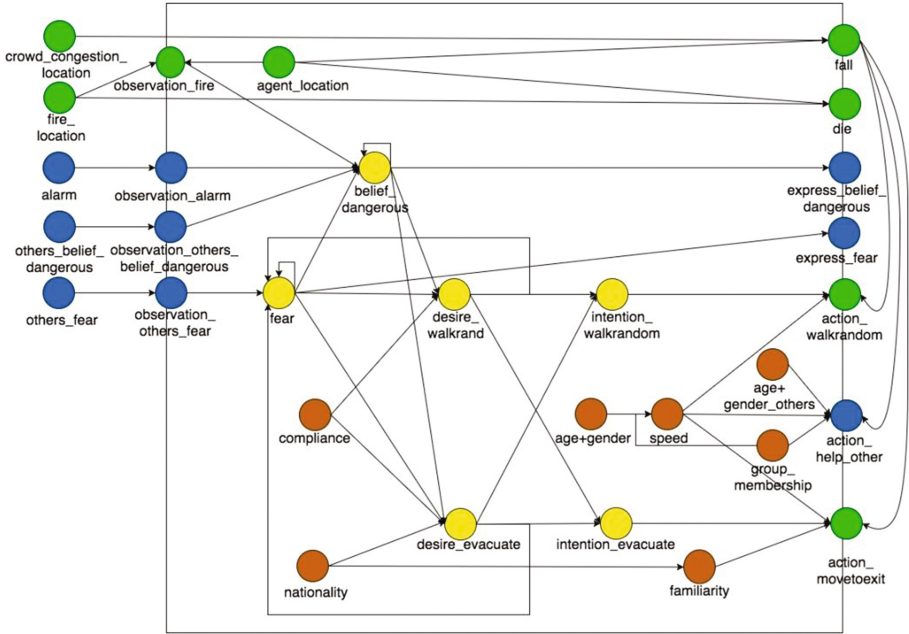 crowd_congestion_
location
observation_fire
agent_location
fall
fire_
location
die
alarm
observation_alarm
belief_
dangerous
express_belief_
dangerous
others_belief_
dangerous
observation_others_
belief_dangerous
express_fear
others_fear
observation_
others_fear
fear
desire_
walkrand
intention_
walkrandom
action_
walkrandom
age+
gender_others
compliance
age+gender
speed
action_
help_other
group_
membership
desire_evacuate
intention_evacuate
action_
movetoexit
nationality
familiarity